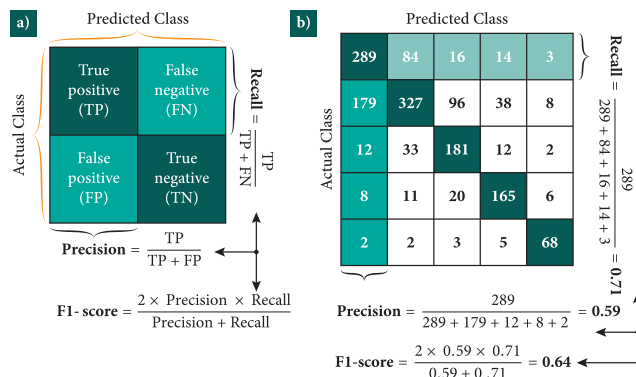 a)
Predicted Class
Actual Class
True positive (TP)
False negative (FN)
False positive (FP)
True negative (TN)
Recall = TP / TP + FN
Precision = TP / TP + FP
F1- score = 2 × Precision × Recall / Precision + Recall
b)
Predicted Class
Actual Class
289 84 16 14 3
179 327 96 38 8
12 33 181 12 2
8 11 20 165 6
2 2 3 5 68
Recall = 289 / 289 + 84 + 16 + 14 + 3 = 0.71
Precision = 289 / 289 + 179 + 12 + 8 + 2 = 0.59
F1-score = 2 × 0.59 × 0.71 / 0.59 + 0.71 = 0.64